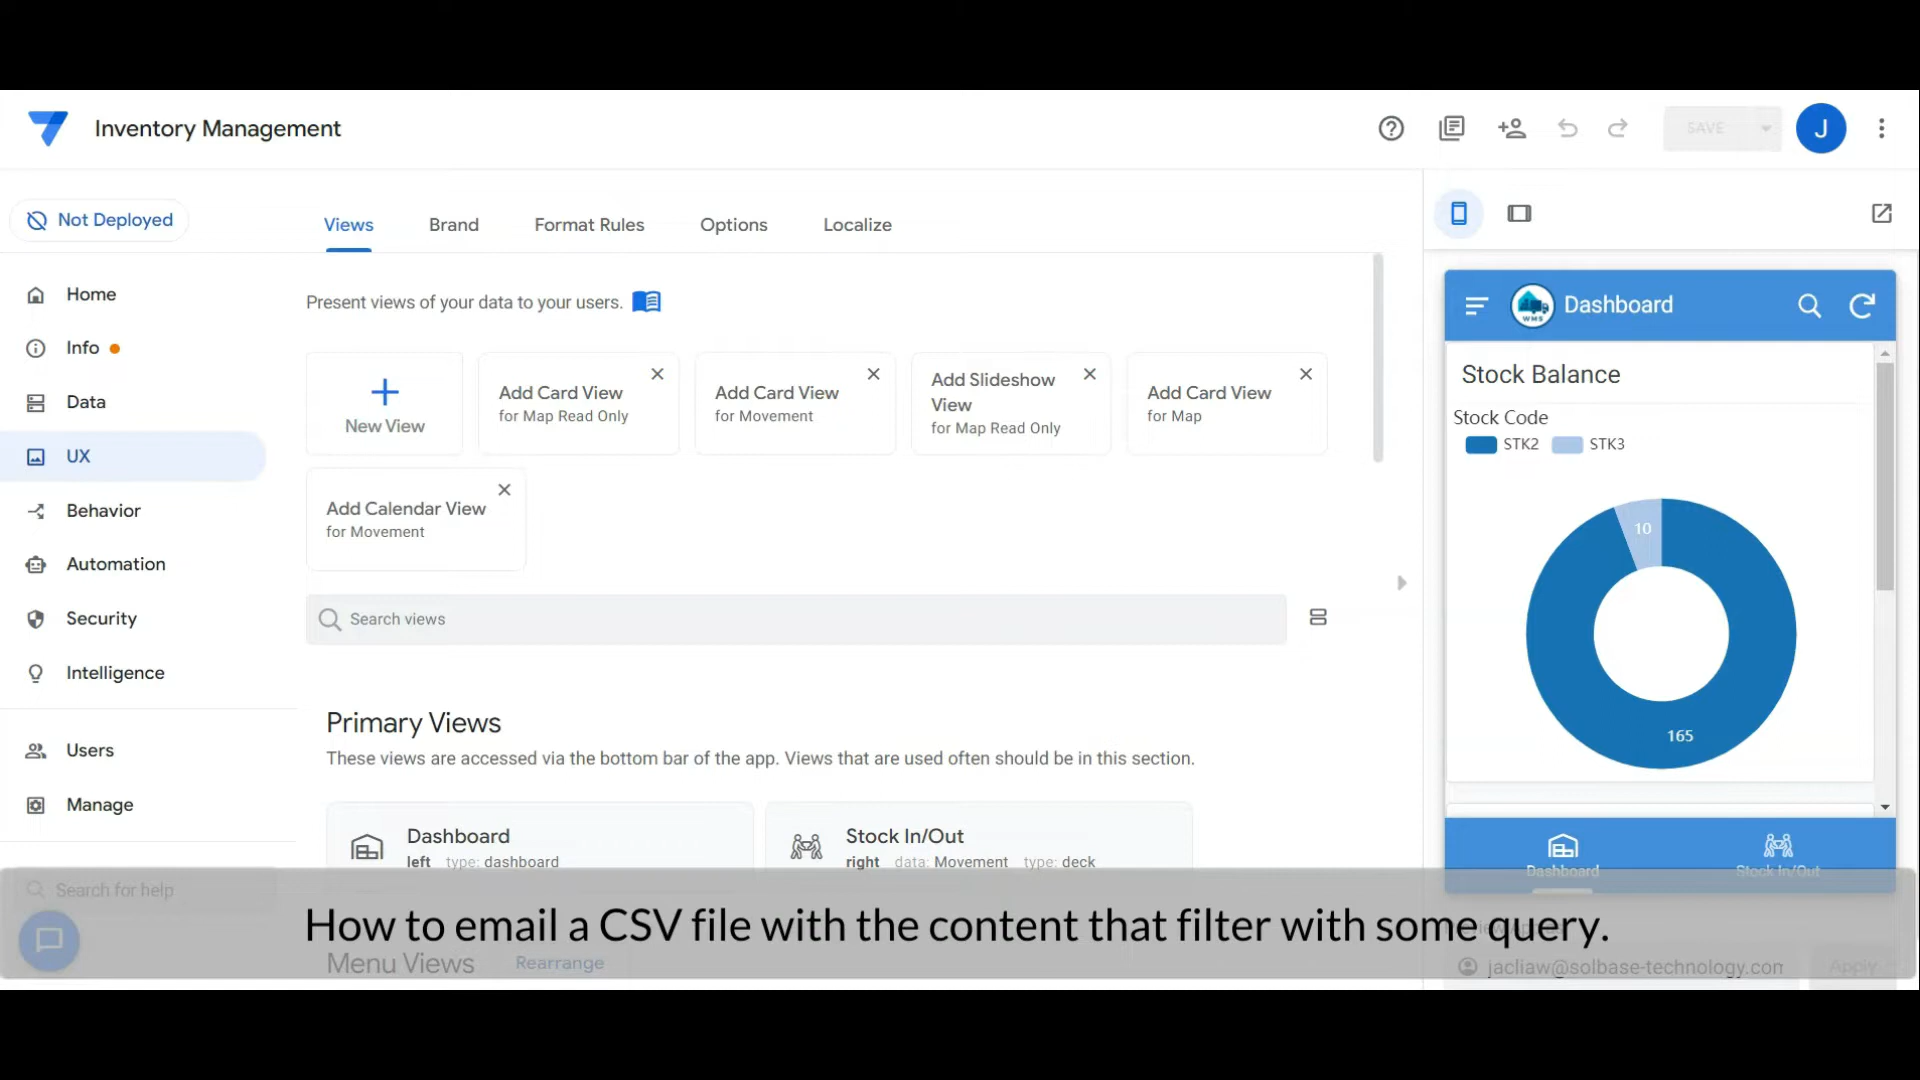 Inventory Management
SAVE
J
Not Deployed
Views
Brand
Format Rules
Options
Localize
Home
Info
Data
UX
Behavior
Automation
Security
Intelligence
Users
Manage
Search for help
Present views of your data to your users.
New View
Add Card View
for Map Read Only
Add Card View
for Movement
Add Slideshow
View
for Map Read Only
Add Card View
for Map
Add Calendar View
for Movement
Search views
Primary Views
These views are accessed via the bottom bar of the app. Views that are used often should be in this section.
Dashboard
left type: dashboard
Stock In/Out
right data: Movement type: deck
Menu Views
Rearrange
Dashboard
WMS
Stock Balance
Stock Code
STK2
STK3
10
165
Dashboard
Stock In/Out
How to email a CSV file with the content that filter with some query.
jacliaw@solbase-technology.com
Apply